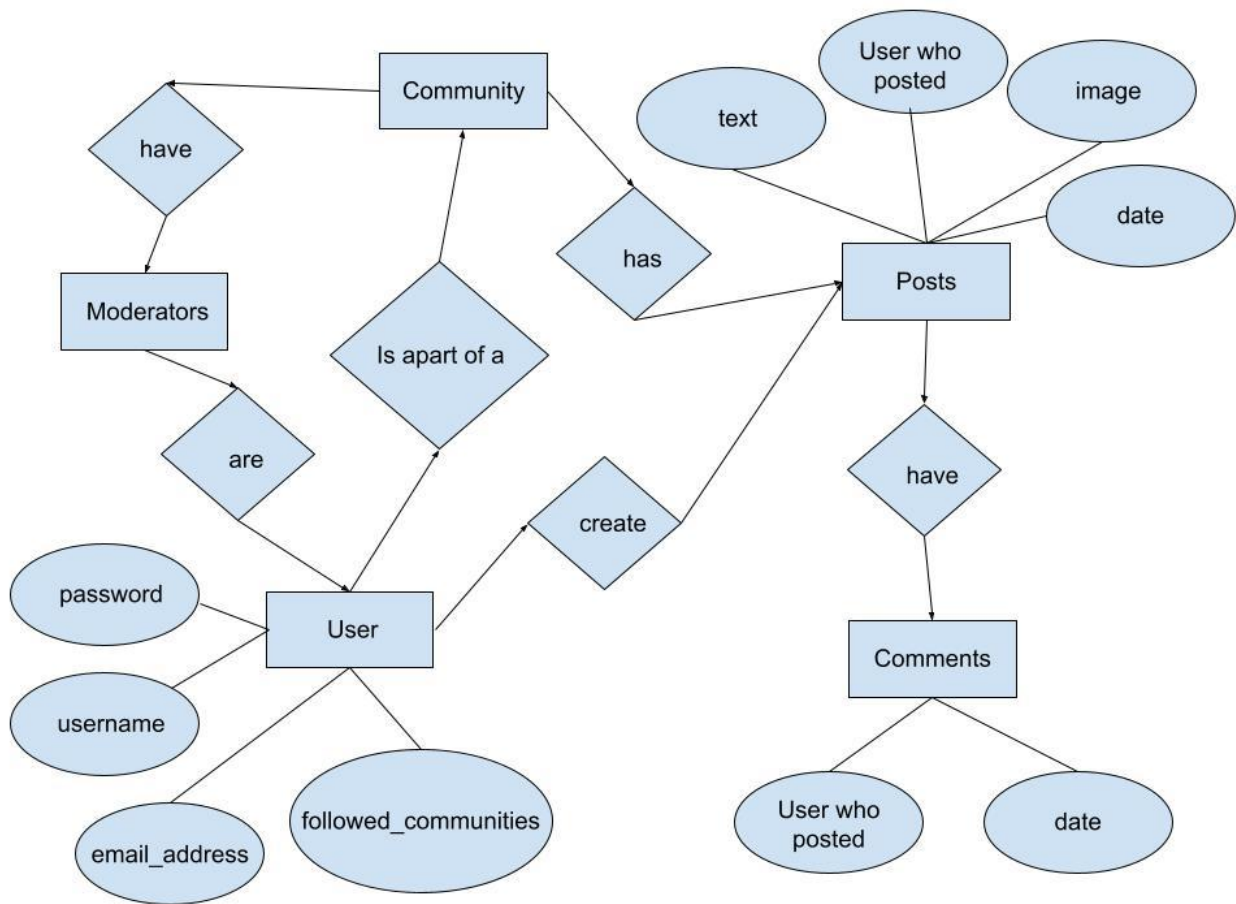 User who
posted
Community
image
text
have
date
has
Posts
Moderators
Is apart of a
are
have
create
password
User
Comments
username
followed_communities
User who
posted
date
email_address